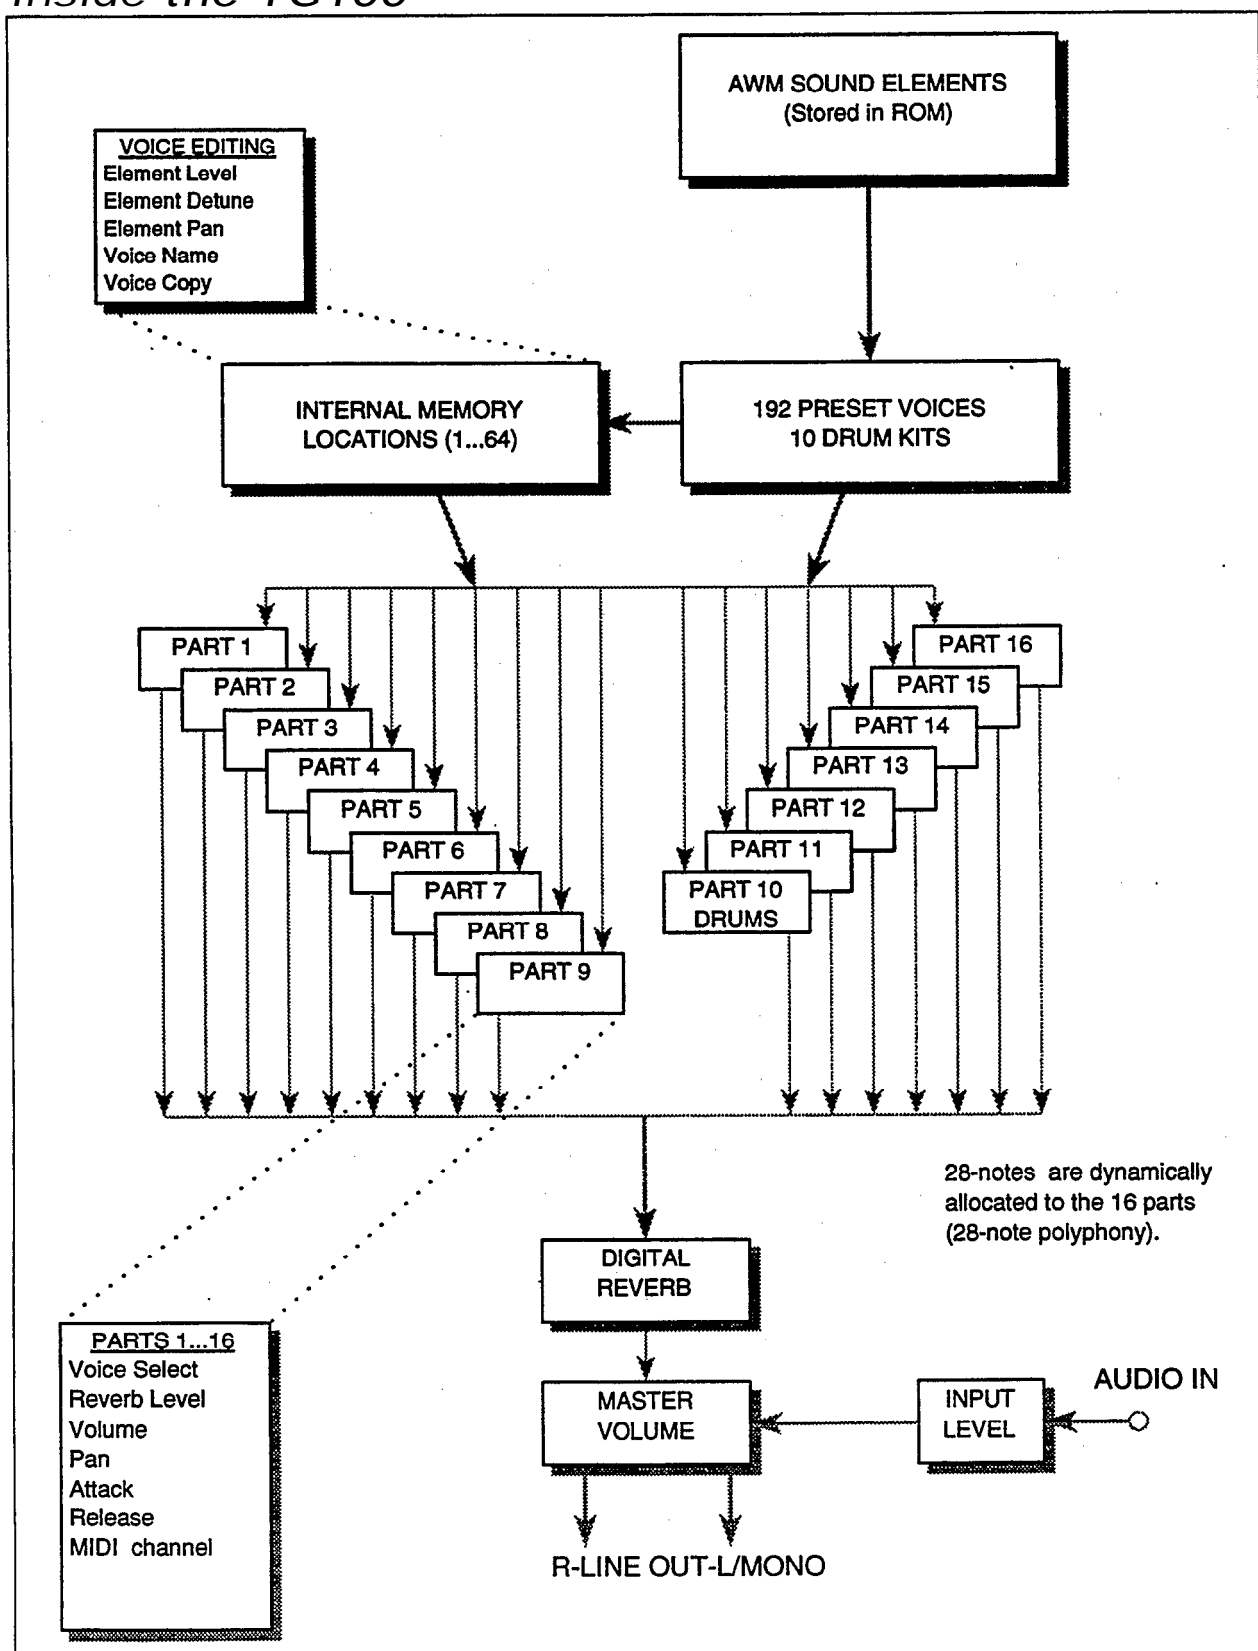 Inside the TG100
AWM SOUND ELEMENTS
(Stored in ROM)
VOICE EDITING
Element Level
Element Detune
Element Pan
Voice Name
Voice Copy
INTERNAL MEMORY
LOCATIONS (1...64)
192 PRESET VOICES
10 DRUM KITS
PART 1
PART 2
PART 3
PART 4
PART 5
PART 6
PART 7
PART 8
PART 9
PART 16
PART 15
PART 14
PART 13
PART 12
PART 11
PART 10
DRUMS
28-notes are dynamically
allocated to the 16 parts
(28-note polyphony).
DIGITAL
REVERB
PARTS 1...16
Voice Select
Reverb Level
Volume
Pan
Attack
Release
MIDI channel
MASTER
VOLUME
INPUT
LEVEL
AUDIO IN
R-LINE OUT-L/MONO